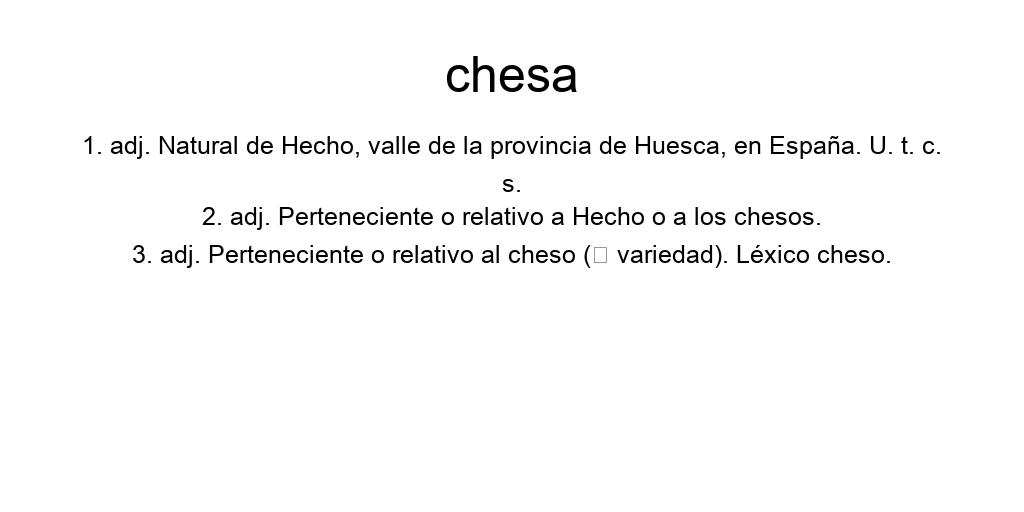 chesa
1. adj. Natural de Hecho, valle de la provincia de Huesca, en España. U. t. c.
s.
2. adj. Perteneciente o relativo a Hecho o a los chesos.
3. adj. Perteneciente o relativo al cheso (□ variedad). Léxico cheso.